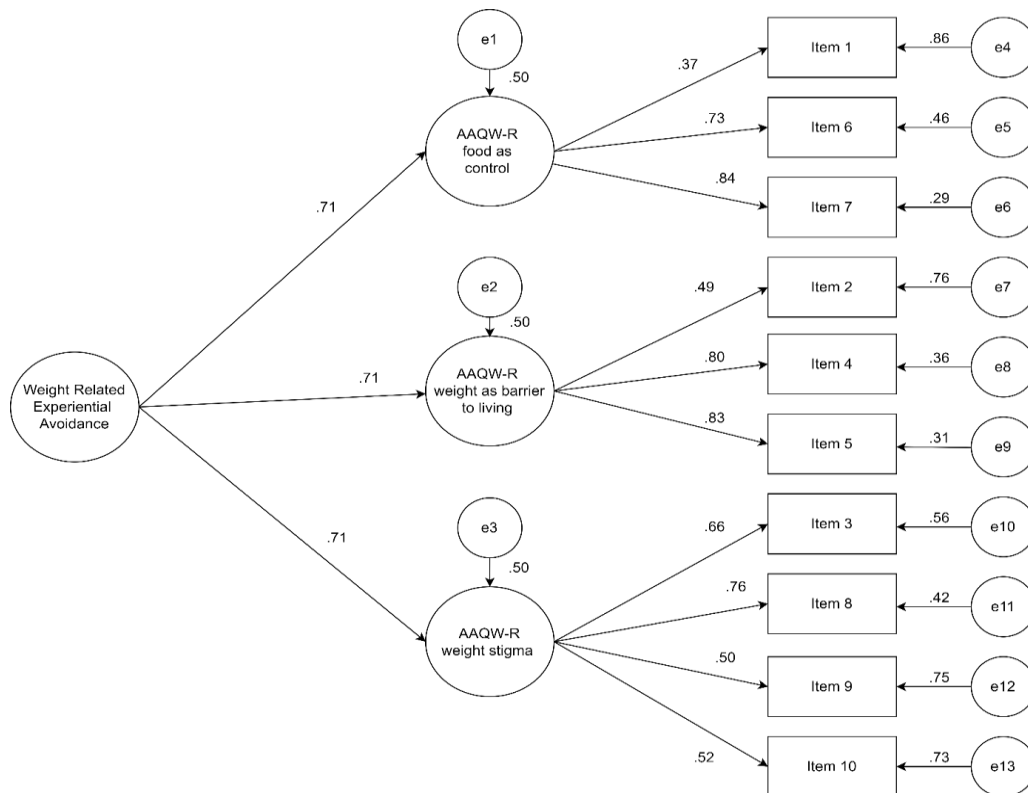 e1
.50
AAQW-R
food as
control
.37
.73
.84
Item 1
.86
e4
Item 6
.46
e5
Item 7
.29
e6
.71
e2
.50
AAQW-R
weight as barrier
to living
.49
.80
.83
Item 2
.76
e7
Item 4
.36
e8
Item 5
.31
e9
Weight Related
Experiential
Avoidance
.71
.71
e3
.50
AAQW-R
weight stigma
.66
.76
.50
.52
Item 3
.56
e10
Item 8
.42
e11
Item 9
.75
e12
Item 10
.73
e13